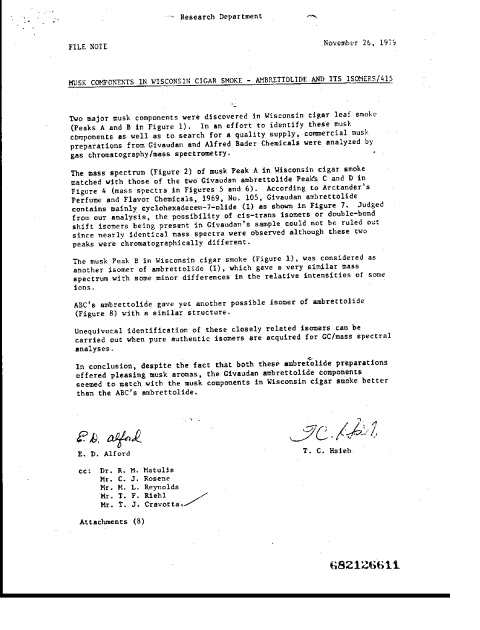 Research Department
November 26, 1979
FILE NOTE
MUSK COMPONENTS IN WISCONSIN CIGAR SMOKE - AMBRETTOLIDE AND ITS ISOMERS/415
Two major musk components were discovered in Wisconsin cigar leaf smoke
(Peaks A and B in Figure 1). In an effort to identify these musk
components as well as to search for a quality supply, commercial musk
preparations from Givaudan and Alfred Bader Chemicals were analyzed by
gas chromatography/mass spectrometry.
The mass spectrum (Figure 2) of musk Peak A in Wisconsin cigar smoke
matched with those of the two Givaudan ambrettolide Peaks C and D in
Figure 4 (mass spectra in Figures 5 and 6). According to Arctander's
Perfume and Flavor Chemicals, 1969, No. 105, Givaudan ambrettolide
contains mainly cyclohexadecen-7-olide (I) as shown in Figure 7. Judged
from our analysis, the possibility of cis-trans isomers or double-bond
shift isomers being present in Givaudan's sample could not be ruled out
since nearly identical mass spectra were observed although these two
peaks were chromatographically different.
The musk Peak B in Wisconsin cigar smoke (Figure 1), was considered as
another isomer of ambretolide (I), which gave a very similar mass
spectrum with some minor differences in the relative intensities of some
ions.
ABC's ambrettolide gave yet another possible isomer of ambrettolide
(Figure 8) with a similar structure.
Unequivocal identification of these closely related isomers can be
carried out when pure authentic isomers are acquired for GC/mass spectral
analyses.
In conclusion, despite the fact that both these ambretolide preparations
offered pleasing musk aromas, the Givaudan ambrettolide components
seemed to match with the musk components in Wisconsin cigar smoke better
than the ABC's ambrettolide.
E. D. Alford
T. C. Hsieh
E. D. Alford
T. C. Hsieh
cc: Dr. R. M. Matulis
Mr. C. J. Rosene
Mr. M. L. Reynolds
Mr. T. F. Riehl
Mr. T. J. Cravotta
Attachments (8)
682126611